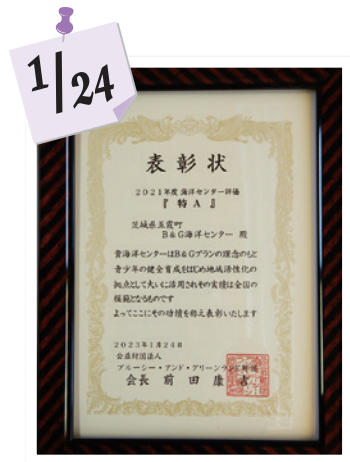 1/24
表彰状
2021年度 海洋センター評価
『特A』
茨城県五霞町
B&G海洋センター 殿
貴海洋センターはB&Gプランの理念のもと
青少年の健全育成をはじめ地域活性化の
拠点として大いに活用されその実績は全国の
模範となるものです
よってここにその功績を称え表彰いたします
2023年1月24日
公益財団法人
ブルーシー・アンド・グリーンランド財団
会長 前田康吉